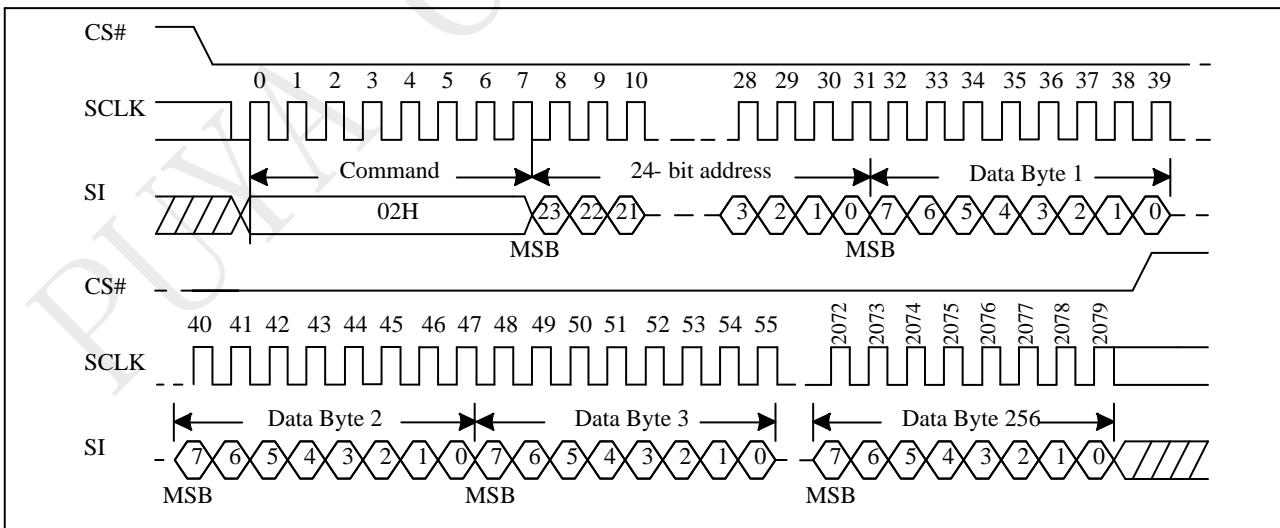 CS#
0 1 2 3 4 5 6 7 8 9 10 28 29 30 31 32 33 34 35 36 37 38 39
SCLK
Command 24- bit address Data Byte 1
SI
02H 23 22 21 3 2 1 0 7 6 5 4 3 2 1 0
MSB MSB
CS#
40 41 42 43 44 45 46 47 48 49 50 51 52 53 54 55 2072 2073 2074 2075 2076 2077 2078 2079
SCLK
Data Byte 2 Data Byte 3 Data Byte 256
SI
7 6 5 4 3 2 1 0 7 6 5 4 3 2 1 0 7 6 5 4 3 2 1 0
MSB MSB MSB
PUYA